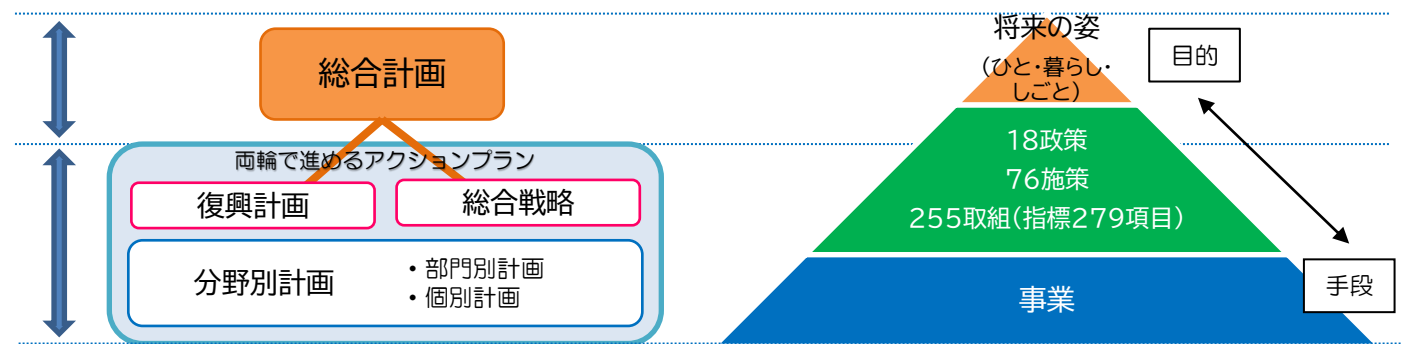 総合計画
両輪で進めるアクションプラン
復興計画
総合戦略
分野別計画
・部門別計画
・個別計画
将来の姿
(ひと・暮らし・
しごと)
目的
18政策
76施策
255取組(指標279項目)
手段
事業